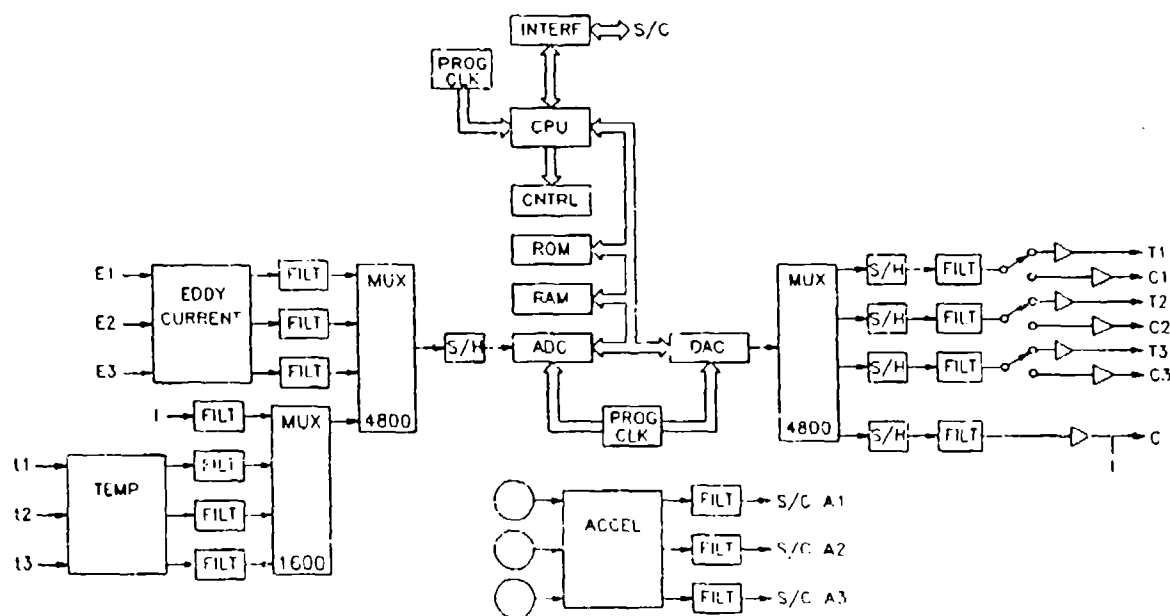 INTERF
S/C
PROG
CLK
CPU
CNTRL
ROM
RAM
E1
E2
E3
EDDY
CURRENT
FILT
FILT
FILT
MUX
4800
S/H
ADC
DAC
PROG
CLK
I
FILT
t1
t2
t3
TEMP
FILT
FILT
FILT
MUX
1600
MUX
4800
S/H
FILT
T1
C1
S/H
FILT
T2
C2
S/H
FILT
T3
C3
S/H
FILT
C
I
ACCEL
FILT
S/C A1
FILT
S/C A2
FILT
S/C A3